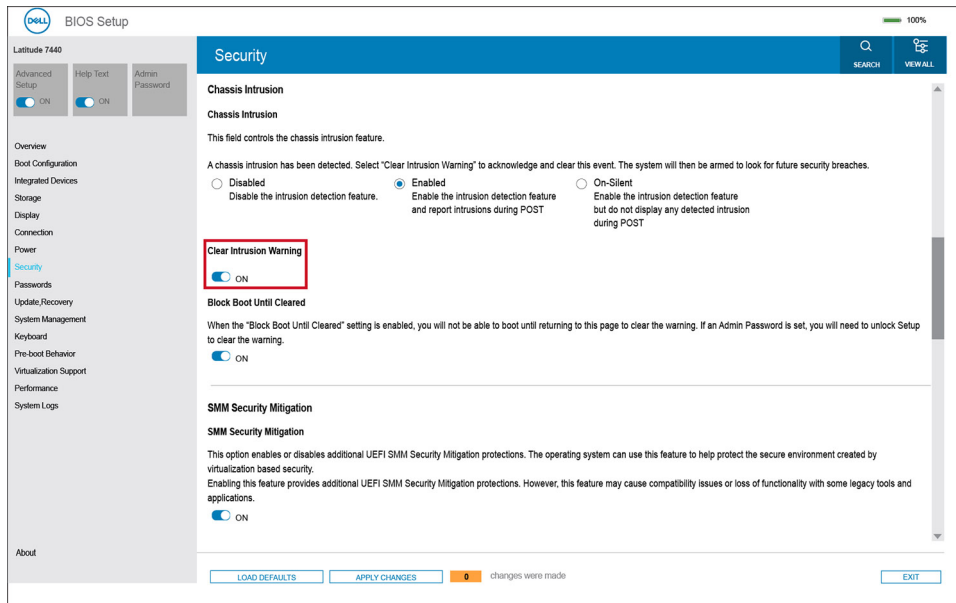 DELL
BIOS Setup
100%
Latitude 7440
Advanced Setup
ON
Help Text
ON
Admin Password
Security
SEARCH
VIEW ALL
Overview
Boot Configuration
Integrated Devices
Storage
Display
Connection
Power
Security
Passwords
Update,Recovery
System Management
Keyboard
Pre-boot Behavior
Virtualization Support
Performance
System Logs
About
Chassis Intrusion
Chassis Intrusion
This field controls the chassis intrusion feature.
A chassis intrusion has been detected. Select "Clear Intrusion Warning" to acknowledge and clear this event. The system will then be armed to look for future security breaches.
Disabled
Disable the intrusion detection feature.
Enabled
Enable the intrusion detection feature
and report intrusions during POST
On-Silent
Enable the intrusion detection feature
but do not display any detected intrusion
during POST
Clear Intrusion Warning
ON
Block Boot Until Cleared
When the "Block Boot Until Cleared" setting is enabled, you will not be able to boot until returning to this page to clear the warning. If an Admin Password is set, you will need to unlock Setup
to clear the warning.
ON
SMM Security Mitigation
SMM Security Mitigation
This option enables or disables additional UEFI SMM Security Mitigation protections. The operating system can use this feature to help protect the secure environment created by
virtualization based security.
Enabling this feature provides additional UEFI SMM Security Mitigation protections. However, this feature may cause compatibility issues or loss of functionality with some legacy tools and
applications.
ON
LOAD DEFAULTS
APPLY CHANGES
0
changes were made
EXIT